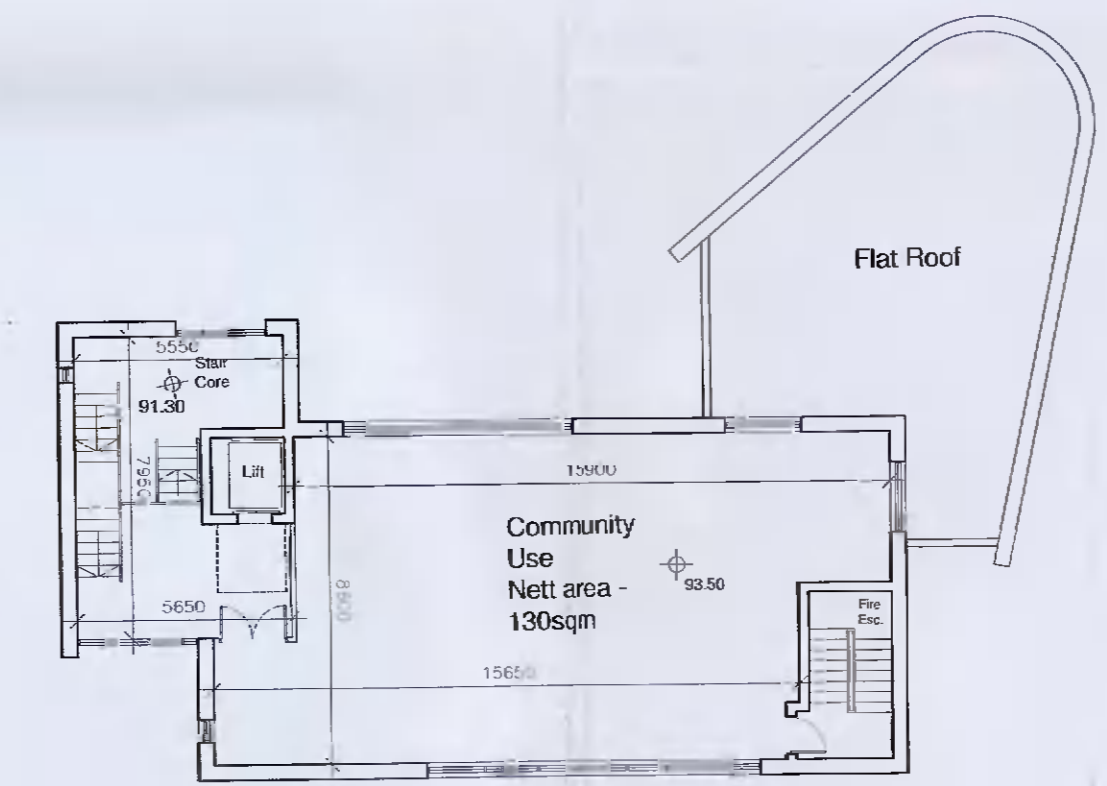 Flat Roof
5550
Stair
Core
91.30
7950
Lift
15900
Community
Use
Nett area -
130sqm
93.50
8600
5650
Fire
Esc.
15650